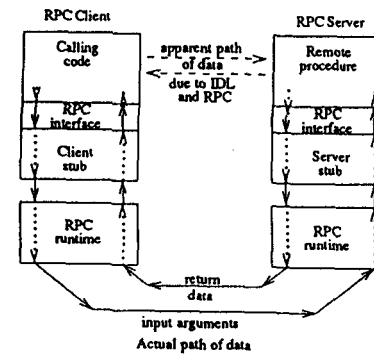 RPC Client
RPC Server
Calling
code
apparent path
of data
due to IDL
and RPC
Remote
procedure
RPC
interface
RPC
interface
Client
stub
Server
stub
RPC
runtime
RPC
runtime
return
data
input arguments
Actual path of data